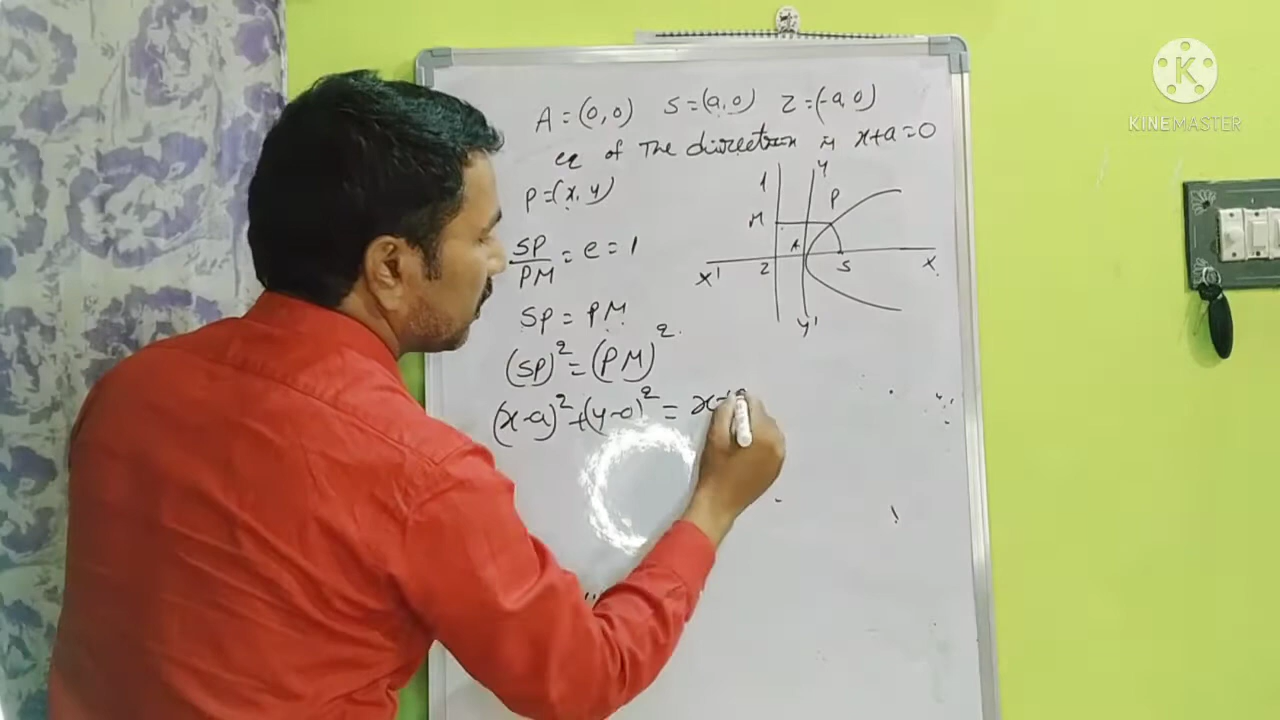 A = (0, 0) S = (a, 0) Z = (-a, 0)
eq of The directrix is x+a=0
P = (x, y)
SP/PM = e = 1
SP = PM
(SP)² = (PM)²
(x-a)² + (y-0)² = x+
l
M
Z
X'
A
y
y'
P
S
X
K
KINEMASTER